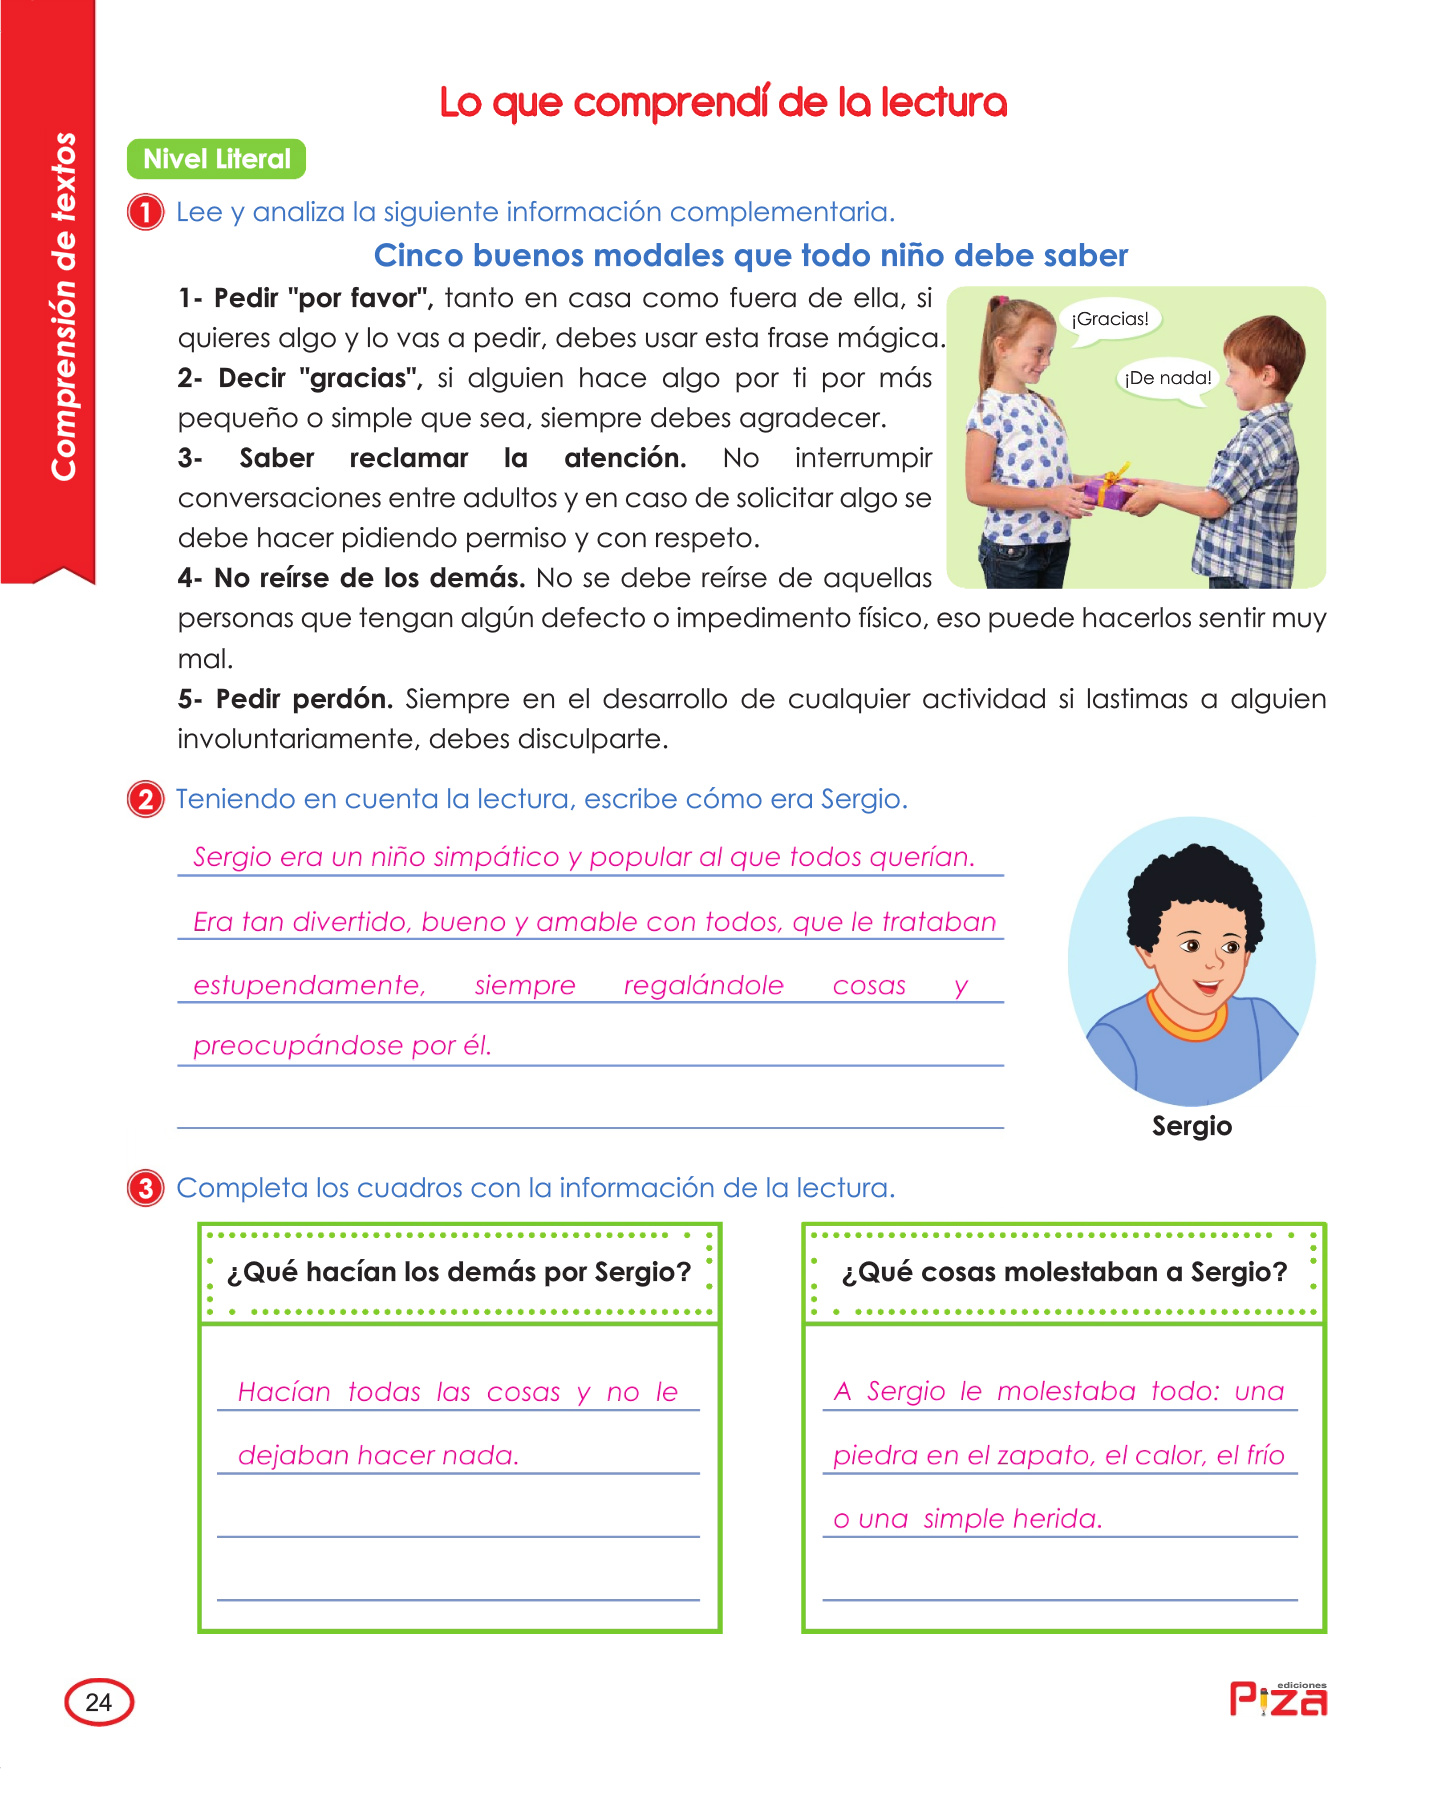 Comprensión de textos
Lo que comprendí de la lectura
Nivel Literal
1 Lee y analiza la siguiente información complementaria.
Cinco buenos modales que todo niño debe saber
1- Pedir "por favor", tanto en casa como fuera de ella, si
quieres algo y lo vas a pedir, debes usar esta frase mágica.
2- Decir "gracias", si alguien hace algo por ti por más
pequeño o simple que sea, siempre debes agradecer.
3- Saber reclamar la atención. No interrumpir
conversaciones entre adultos y en caso de solicitar algo se
debe hacer pidiendo permiso y con respeto.
4- No reírse de los demás. No se debe reírse de aquellas
personas que tengan algún defecto o impedimento físico, eso puede hacerlos sentir muy
mal.
5- Pedir perdón. Siempre en el desarrollo de cualquier actividad si lastimas a alguien
involuntariamente, debes disculparte.
¡Gracias!
¡De nada!
2 Teniendo en cuenta la lectura, escribe cómo era Sergio.
Sergio era un niño simpático y popular al que todos querían.
Era tan divertido, bueno y amable con todos, que le trataban
estupendamente, siempre regalándole cosas y
preocupándose por él.
Sergio
3 Completa los cuadros con la información de la lectura.
¿Qué hacían los demás por Sergio?
Hacían todas las cosas y no le
dejaban hacer nada.
¿Qué cosas molestaban a Sergio?
A Sergio le molestaba todo: una
piedra en el zapato, el calor, el frío
o una simple herida.
24
ediciones
Piza